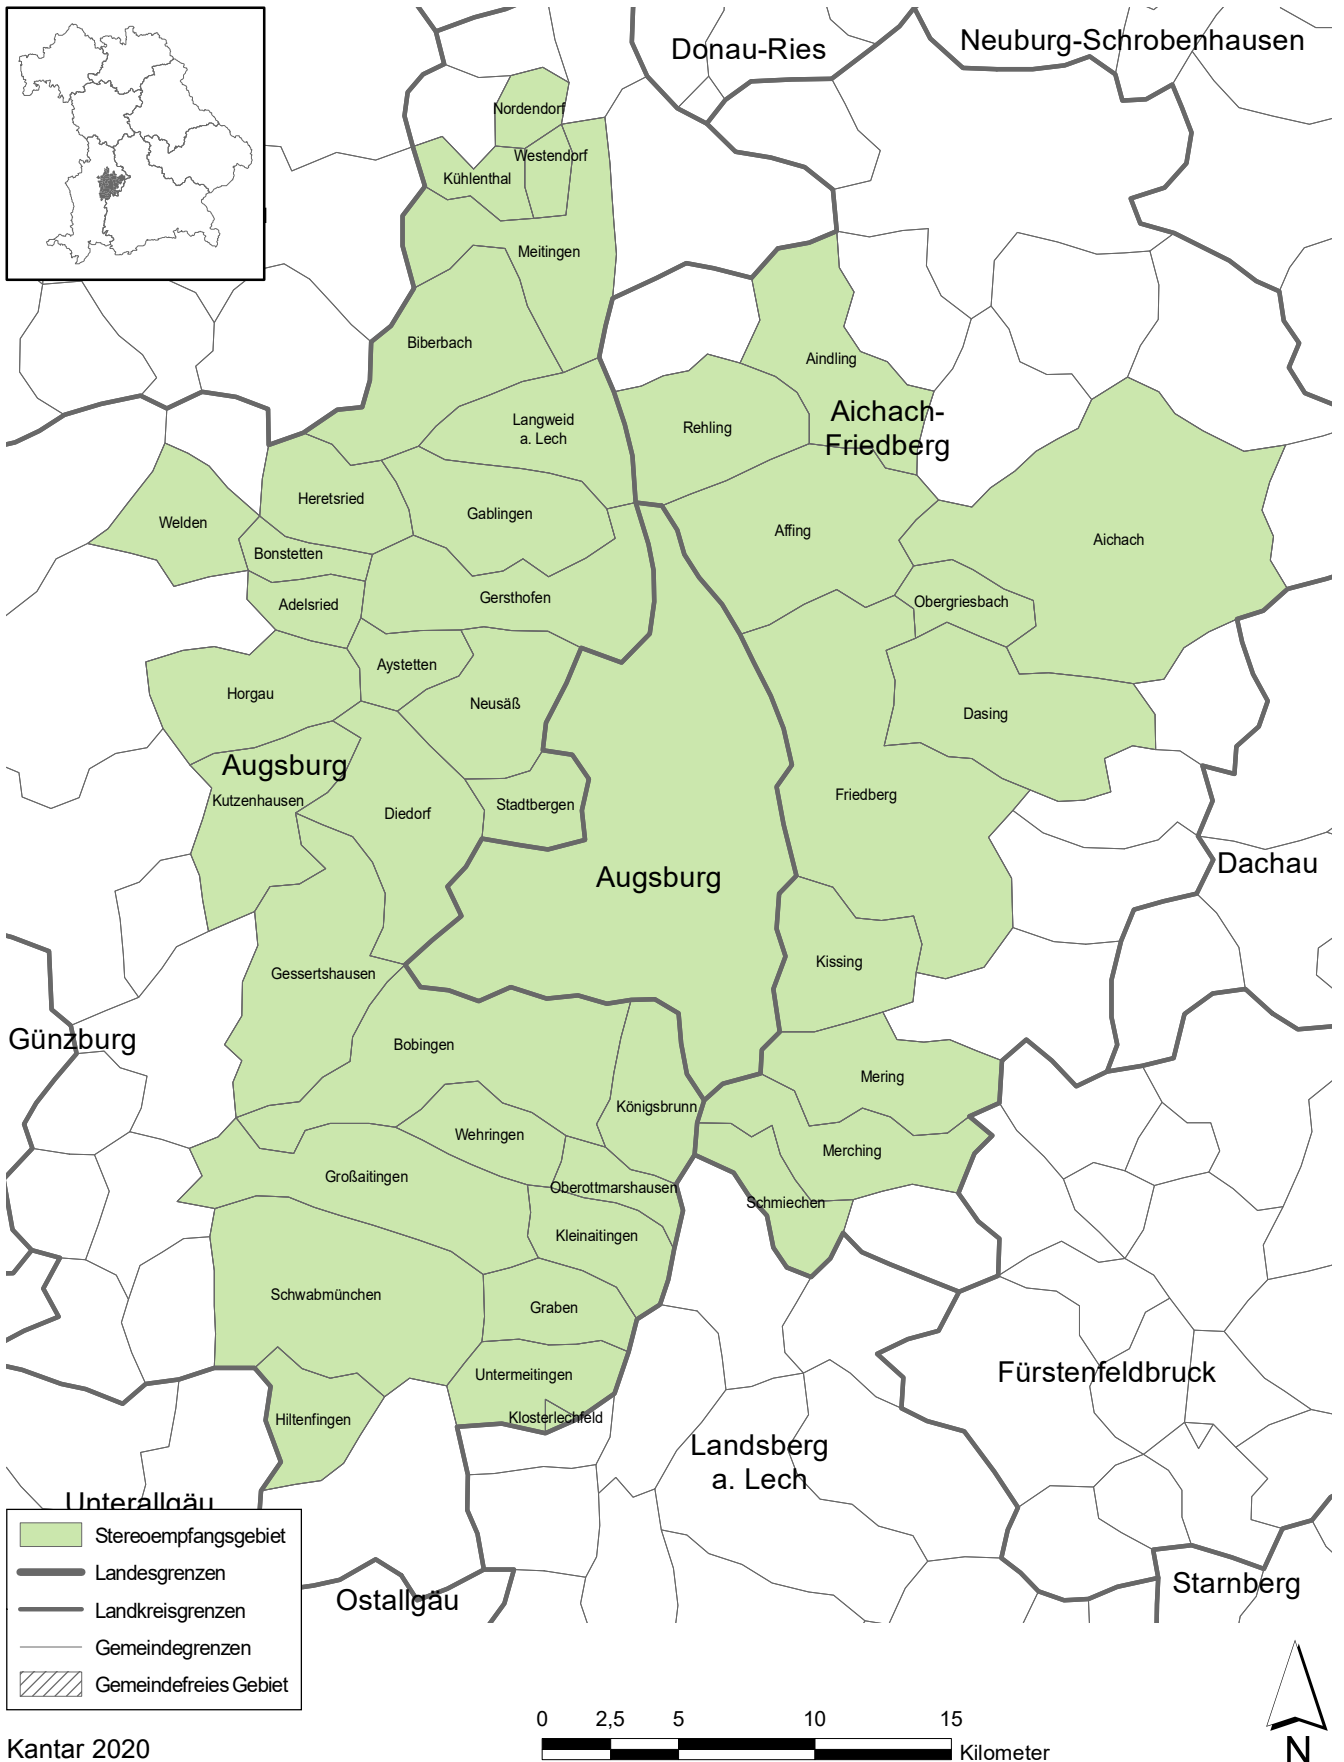 Donau-Ries
Neuburg-Schrobenhausen
Nordendorf
Westendorf
Kühlenthal
Meitingen
Biberbach
Aindling
Langweid
a. Lech
Rehling
Aichach-
Friedberg
Heretsried
Gablingen
Welden
Affing
Aichach
Bonstetten
Gersthofen
Adelsried
Obergriesbach
Aystetten
Horgau
Neusäß
Dasing
Augsburg
Kutzenhausen
Diedorf
Stadtbergen
Friedberg
Augsburg
Dachau
Gessertshausen
Kissing
Günzburg
Bobingen
Mering
Königsbrunn
Wehringen
Merching
Großaitingen
Oberottmarshausen
Schmiechen
Kleinaitingen
Schwabmünchen
Graben
Untermeitingen
Fürstenfeldbruck
Hiltenfingen
Klosterlechfeld
Landsberg
a. Lech
Unterallgäu
Stereoempfangsgebiet
Landesgrenzen
Landkreisgrenzen
Gemeindegrenzen
Gemeindefreies Gebiet
Ostallgäu
Starnberg
0 2,5 5 10 15
Kilometer
N
Kantar 2020